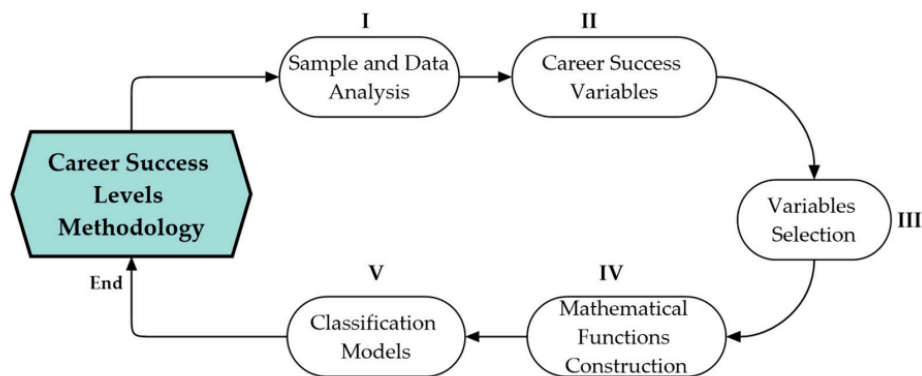 I
Sample and Data
Analysis
II
Career Success
Variables
Career Success
Levels
Methodology
Variables
Selection
III
End
V
Classification
Models
IV
Mathematical
Functions
Construction